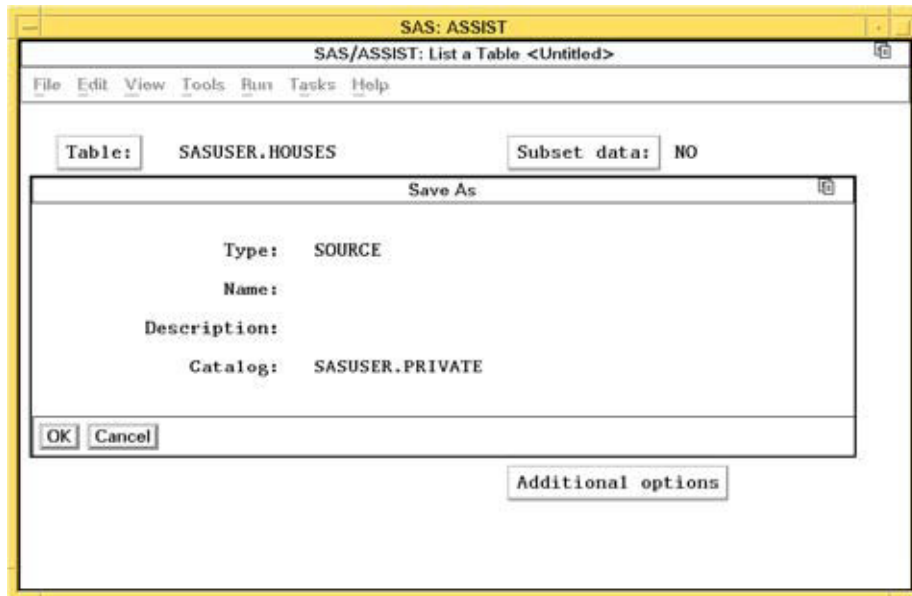 SAS: ASSIST
SAS/ASSIST: List a Table <Untitled>
File Edit View Tools Run Tasks Help
Table: SASUSER.HOUSES Subset data: NO
Save As
Type: SOURCE
Name:
Description:
Catalog: SASUSER.PRIVATE
OK Cancel
Additional options